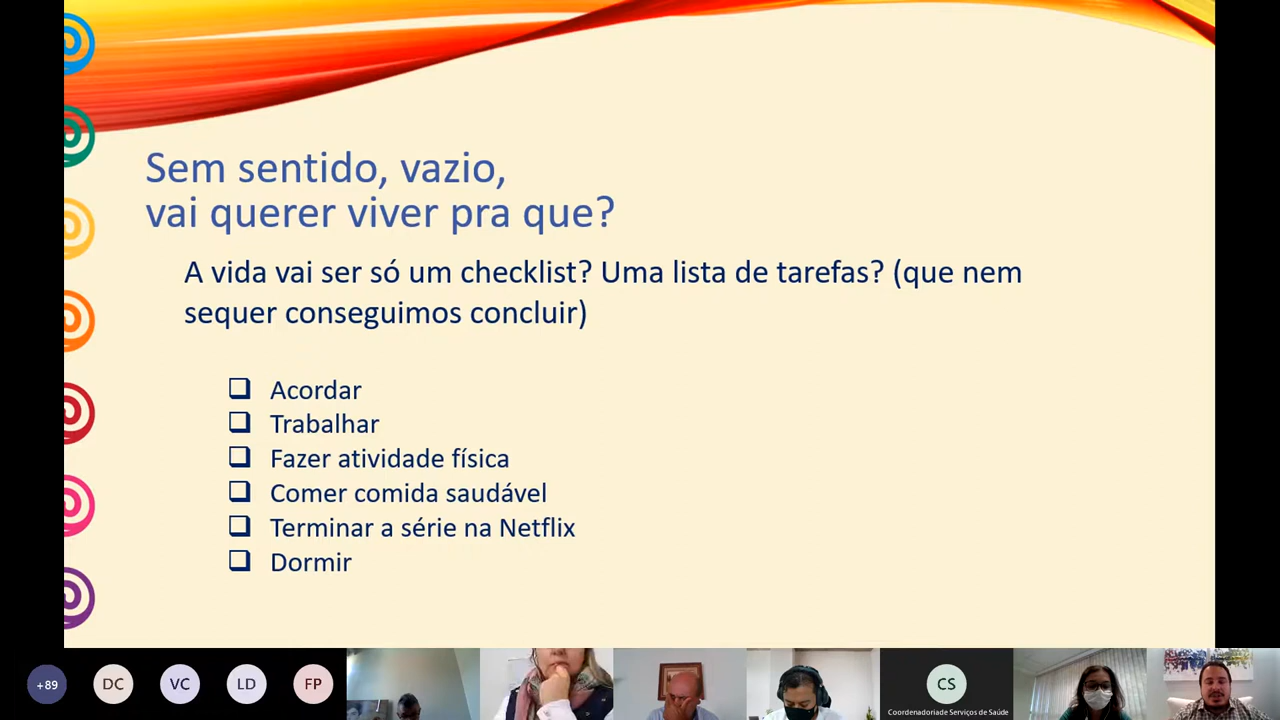 Sem sentido, vazio,
vai querer viver pra que?
A vida vai ser só um checklist? Uma lista de tarefas? (que nem
sequer conseguimos concluir)
Acordar
Trabalhar
Fazer atividade física
Comer comida saudável
Terminar a série na Netflix
Dormir
+89
DC
VC
LD
FP
CS
Coordenadoria de Serviços de Saúde